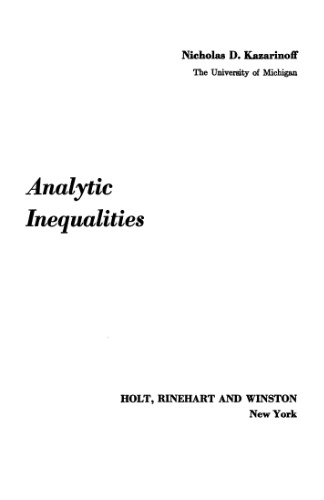 Nicholas D. Kazarinoff
The University of Michigan
Analytic
Inequalities
HOLT, RINEHART AND WINSTON
New York